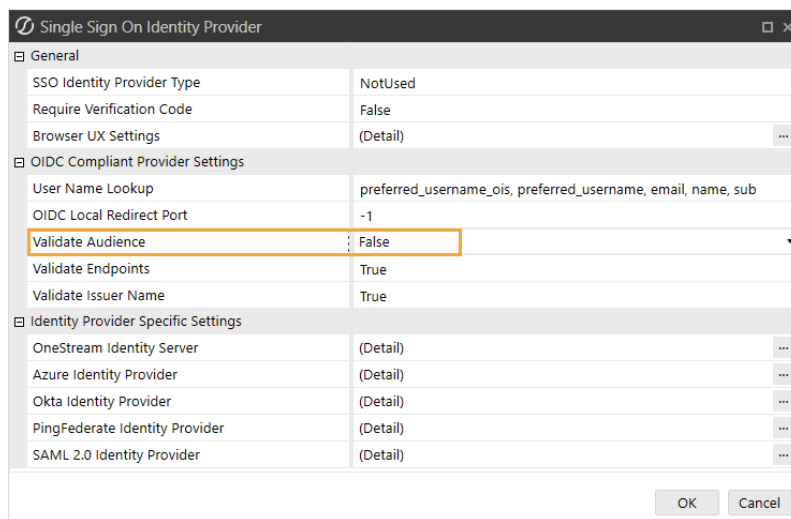 Single Sign On Identity Provider
General
SSO Identity Provider Type NotUsed
Require Verification Code False
Browser UX Settings (Detail) ...
OIDC Compliant Provider Settings
User Name Lookup preferred_username_ois, preferred_username, email, name, sub
OIDC Local Redirect Port -1
Validate Audience False
Validate Endpoints True
Validate Issuer Name True
Identity Provider Specific Settings
OneStream Identity Server (Detail) ...
Azure Identity Provider (Detail) ...
Okta Identity Provider (Detail) ...
PingFederate Identity Provider (Detail) ...
SAML 2.0 Identity Provider (Detail) ...
OK Cancel